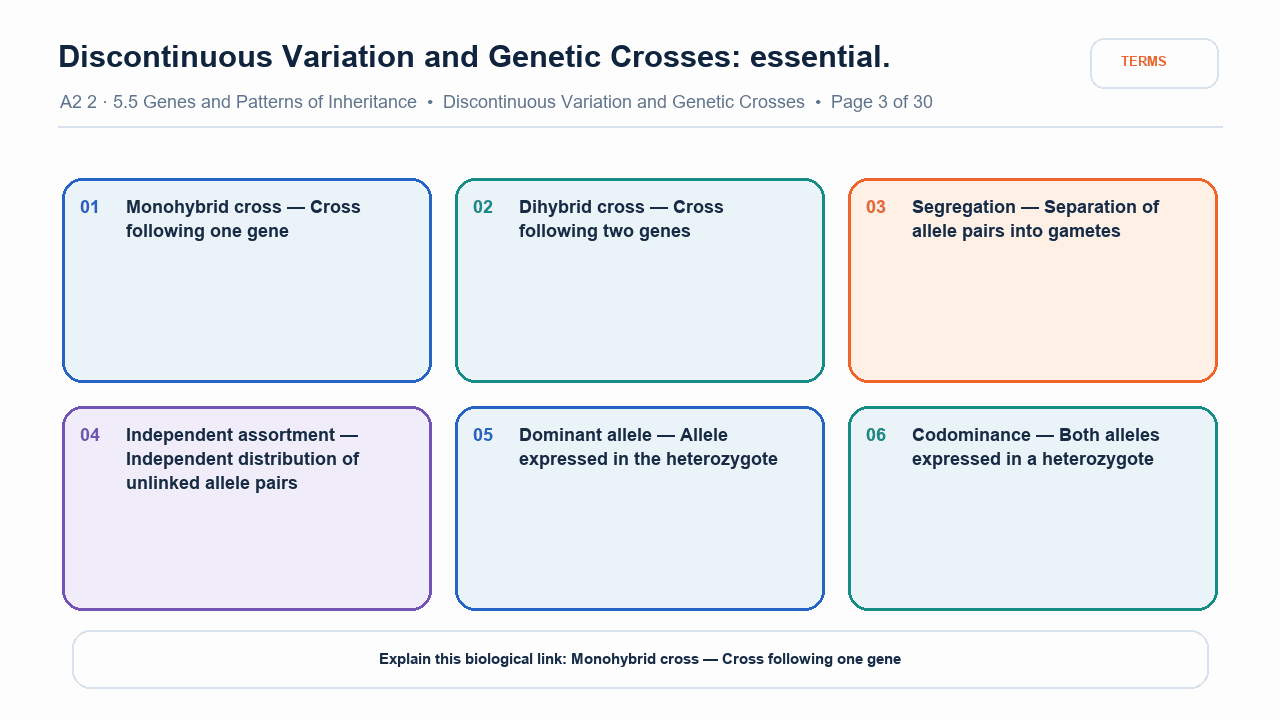 Discontinuous Variation and Genetic Crosses: essential.
TERMS
A2 2 · 5.5 Genes and Patterns of Inheritance • Discontinuous Variation and Genetic Crosses • Page 3 of 30
01 Monohybrid cross — Cross
following one gene
02 Dihybrid cross — Cross
following two genes
03 Segregation — Separation of
allele pairs into gametes
04 Independent assortment —
Independent distribution of
unlinked allele pairs
05 Dominant allele — Allele
expressed in the heterozygote
06 Codominance — Both alleles
expressed in a heterozygote
Explain this biological link: Monohybrid cross — Cross following one gene